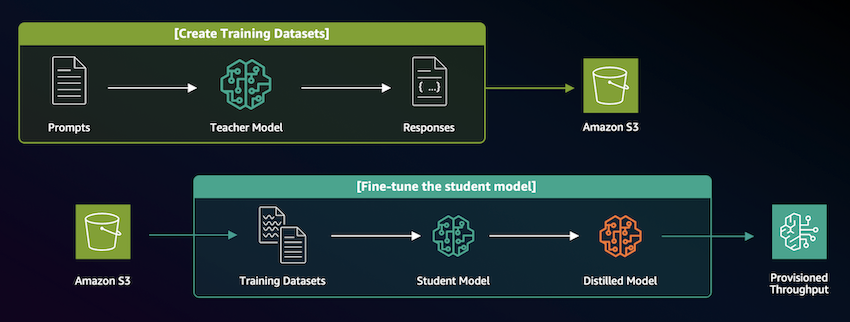 [Create Training Datasets]
{ ... }
Prompts
Teacher Model
Responses
Amazon S3
[Fine-tune the student model]
Amazon S3
Training Datasets
Student Model
Distilled Model
Provisioned
Throughput